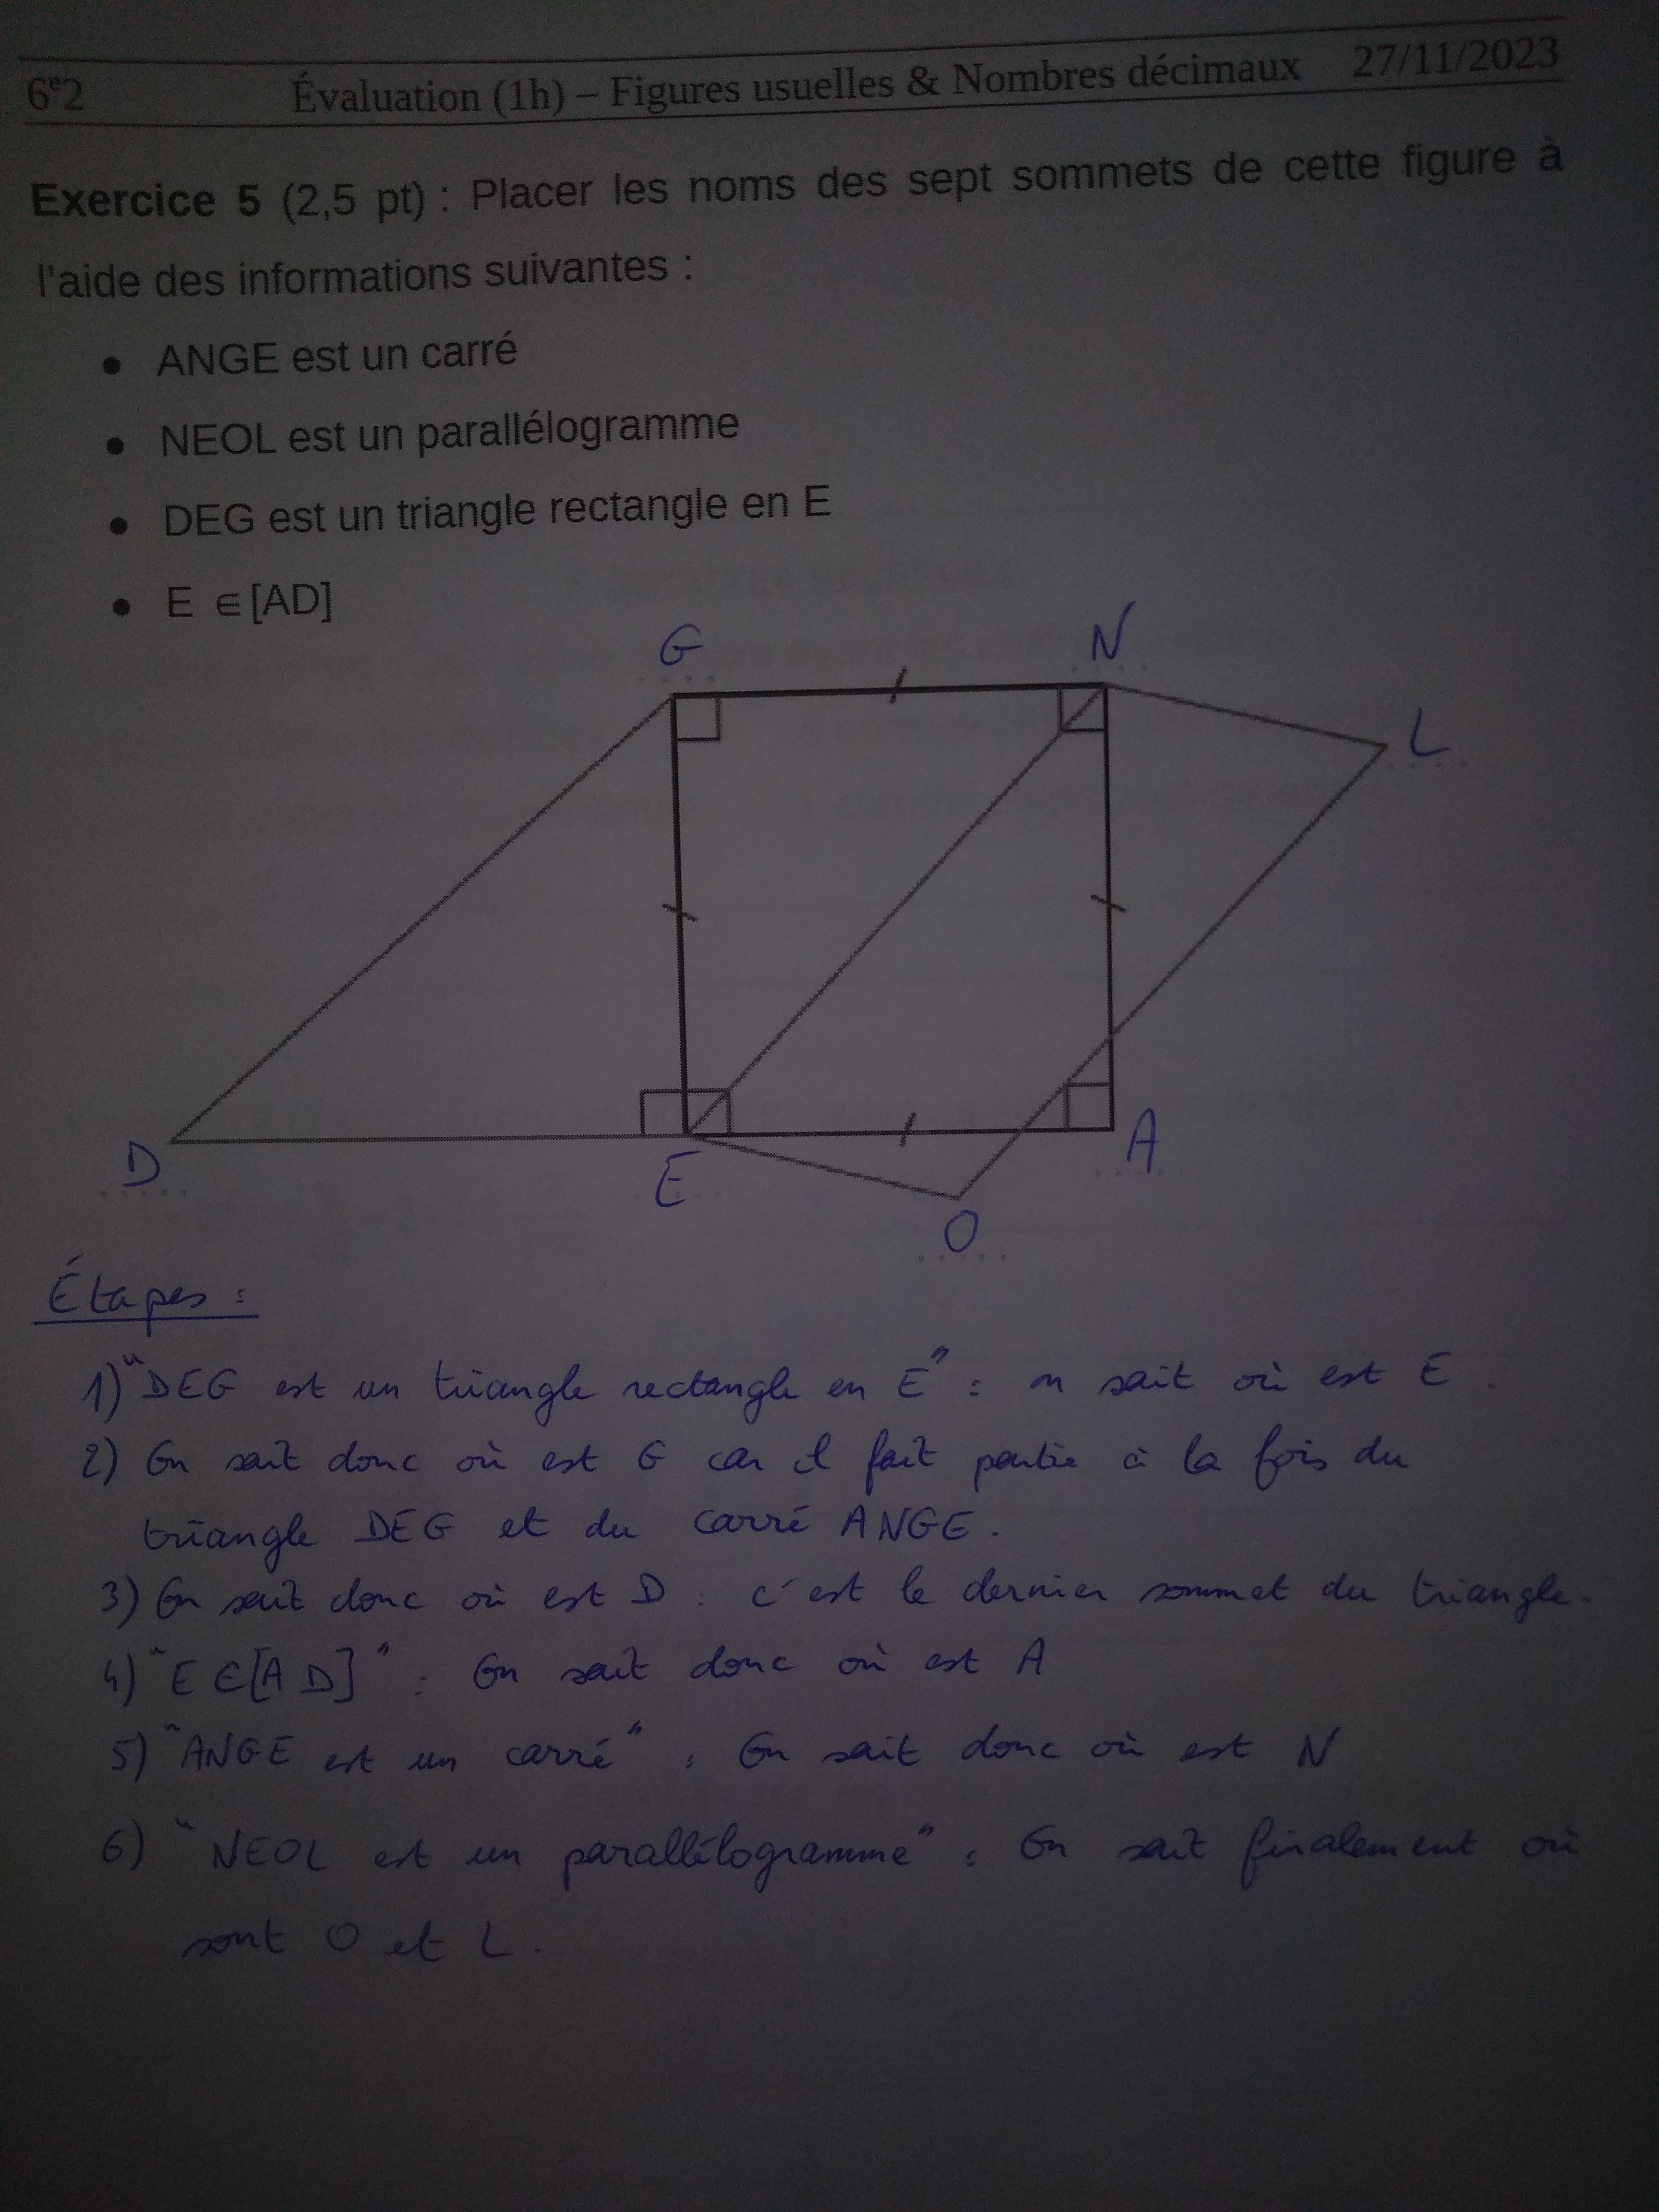 6e2 Évaluation (1h) – Figures usuelles & Nombres décimaux 27/11/2023
Exercice 5 (2,5 pt) : Placer les noms des sept sommets de cette figure à
l'aide des informations suivantes :
• ANGE est un carré
• NEOL est un parallélogramme
• DEG est un triangle rectangle en E
• E ∈ [AD]
G N
L
D E A
O
Étapes :
1) "DEG est un triangle rectangle en E" : on sait où est E.
2) On sait donc où est G car il fait partie à la fois du
triangle DEG et du carré ANGE.
3) On sait donc où est D : c'est le dernier sommet du triangle.
4) "E ∈ [AD]" : On sait donc où est A
5) "ANGE est un carré" : On sait donc où est N
6) "NEOL est un parallélogramme" : On sait finalement où
sont O et L.